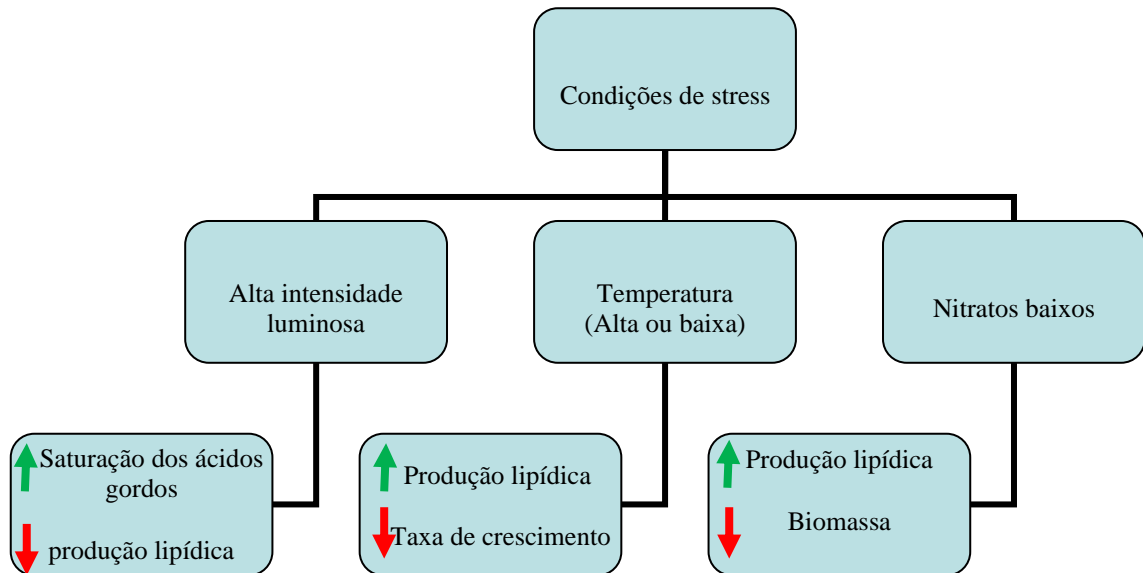 Condições de stress
Alta intensidade
luminosa
Temperatura
(Alta ou baixa)
Nitratos baixos
Saturação dos ácidos
gordos
produção lipídica
Produção lipídica
Taxa de crescimento
Produção lipídica
Biomassa